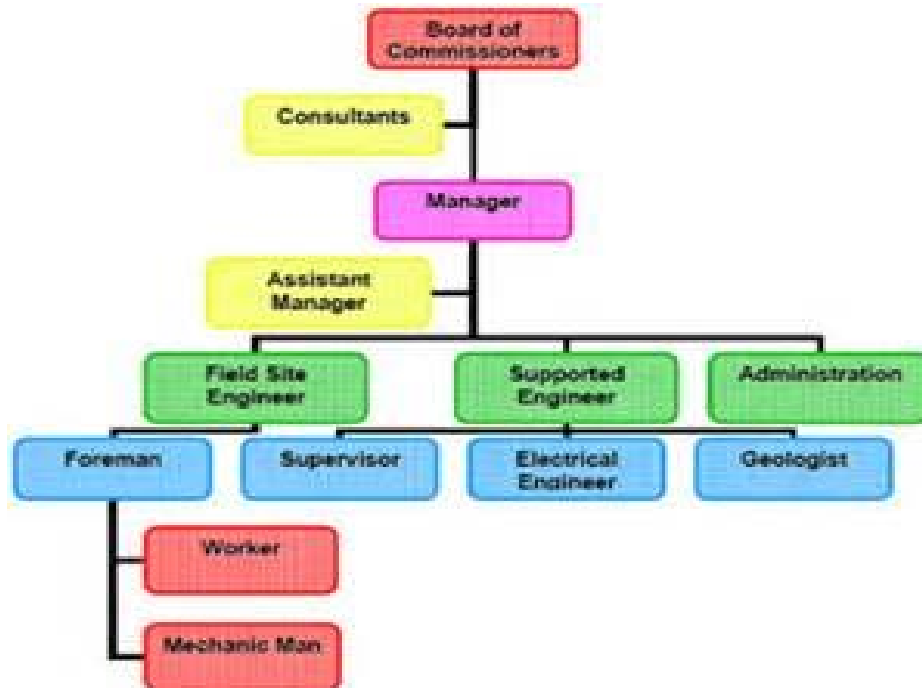 Board of
Commissioners
Consultants
Manager
Assistant
Manager
Field Site
Engineer
Supported
Engineer
Administration
Foreman
Supervisor
Electrical
Engineer
Geologist
Worker
Mechanic Man